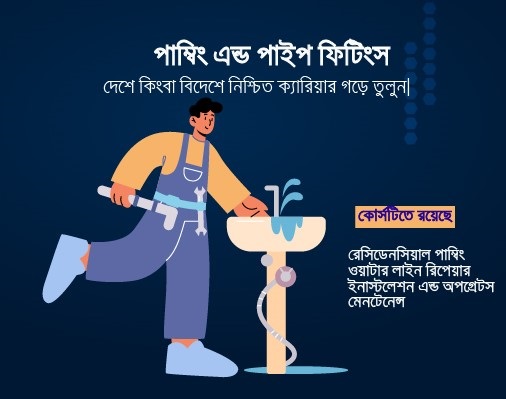 পাম্বিং এন্ড পাইপ ফিটিংস
দেশে কিংবা বিদেশে নিশ্চিত ক্যারিয়ার গড়ে তুলুন|
কোর্সটিতে রয়েছে
রেসিডেনসিয়াল পাম্বিং
ওয়াটার লাইন রিপেয়ার
ইনাস্টলেশন এন্ড অপগ্রেটস
মেনটেনেন্স